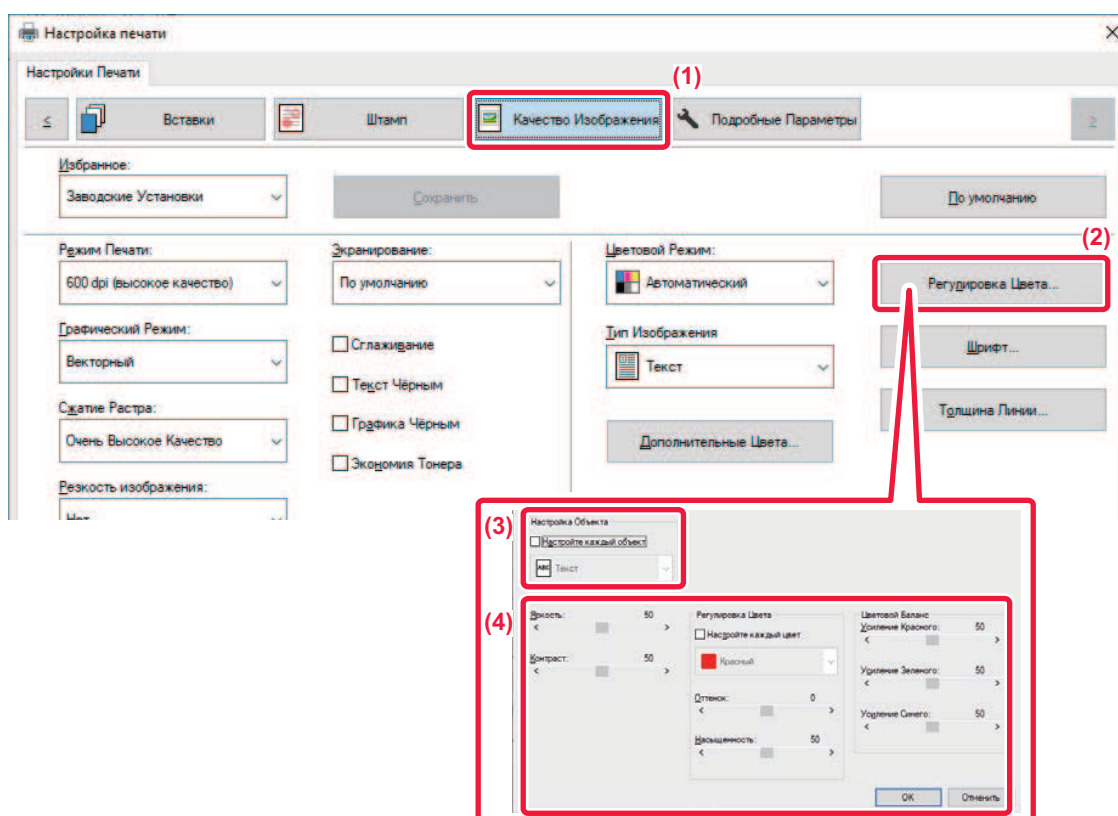 Настройка печати
Настройки Печати
(1)
<
Вставки
Штамп
Качество Изображения
Подробные Параметры
>
Избранное:
Заводские Установки
Сохранить
По умолчанию
(2)
Режим Печати:
Экранирование:
Цветовой Режим:
600 dpi (высокое качество)
По умолчанию
Автоматический
Регулировка Цвета...
Графический Режим:
Сглаживание
Тип Изображения
Шрифт...
Векторный
Текст
Текст Чёрным
Сжатие Растра:
Графика Чёрным
Толщина Линии...
Очень Высокое Качество
Дополнительные Цвета...
Экономия Тонера
Резкость изображения:
Нет
(3)
Настройка Объекта
Настройте каждый объект
ABC Текст
(4)
Яркость: 50
Контраст: 50
Регулировка Цвета
Настройте каждый цвет
Красный
Оттенок: 0
Насыщенность: 50
Цветовой Баланс
Усиление Красного: 50
Усиление Зеленого: 50
Усиление Синего: 50
OK
Отменить